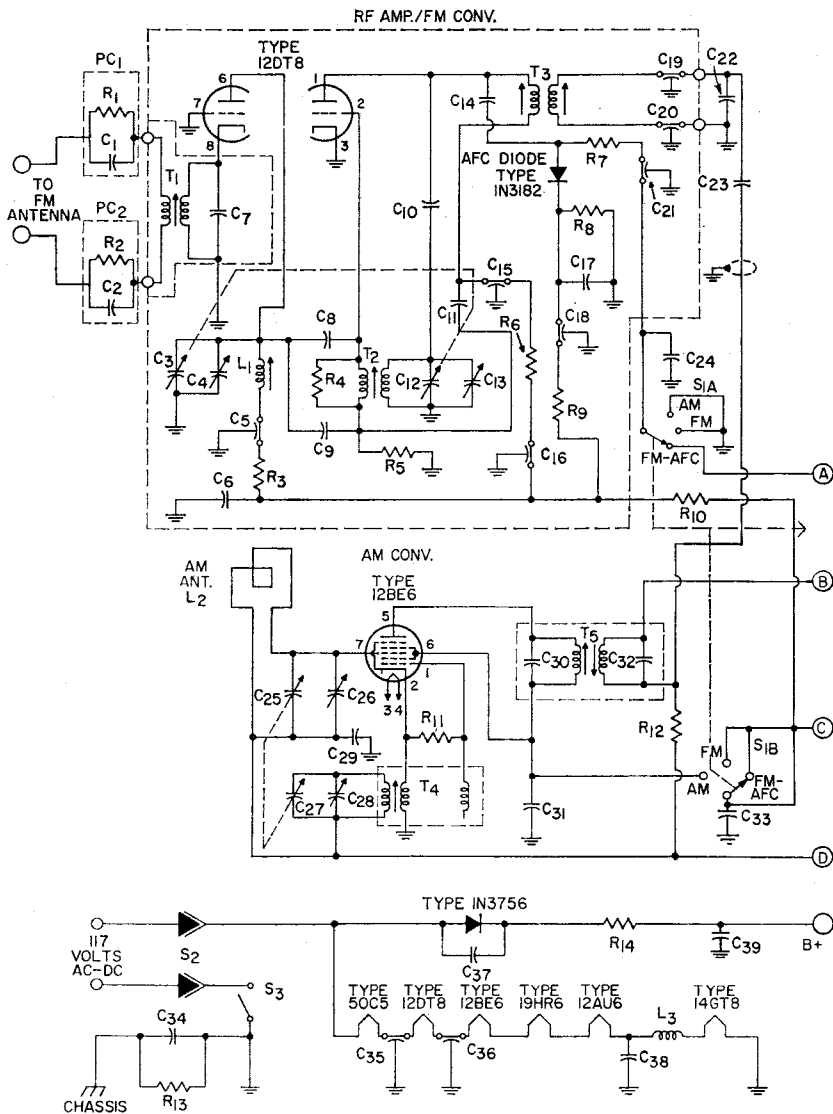 RF AMP./FM CONV.
TYPE
12DT8
PC1
PC2
R1
C1
R2
C2
TO
FM
ANTENNA
T1
6
7
8
1
2
3
C7
C14
T3
C19
C22
C20
AFC DIODE
TYPE
IN3182
R7
C21
C23
R8
C10
C17
C15
C11
C18
R6
C24
C3
C4
L1
C8
R4
T2
C12
C13
R9
S1A
AM
FM
FM-AFC
C5
C9
R5
C16
C6
R3
R10
A
AM
ANT.
L2
AM CONV.
TYPE
12BE6
B
5
7
6
1
2
3 4
T5
C30
C32
C25
C26
R11
C29
R12
C27
C28
T4
C31
FM
S1B
AM
FM-
AFC
C33
C
D
117
VOLTS
AC-DC
S2
S3
TYPE IN3756
C37
R14
C39
B+
C34
R13
CHASSIS
TYPE
50C5
TYPE
12DT8
TYPE
12BE6
TYPE
19HR6
TYPE
12AU6
L3
TYPE
14GT8
C35
C36
C38